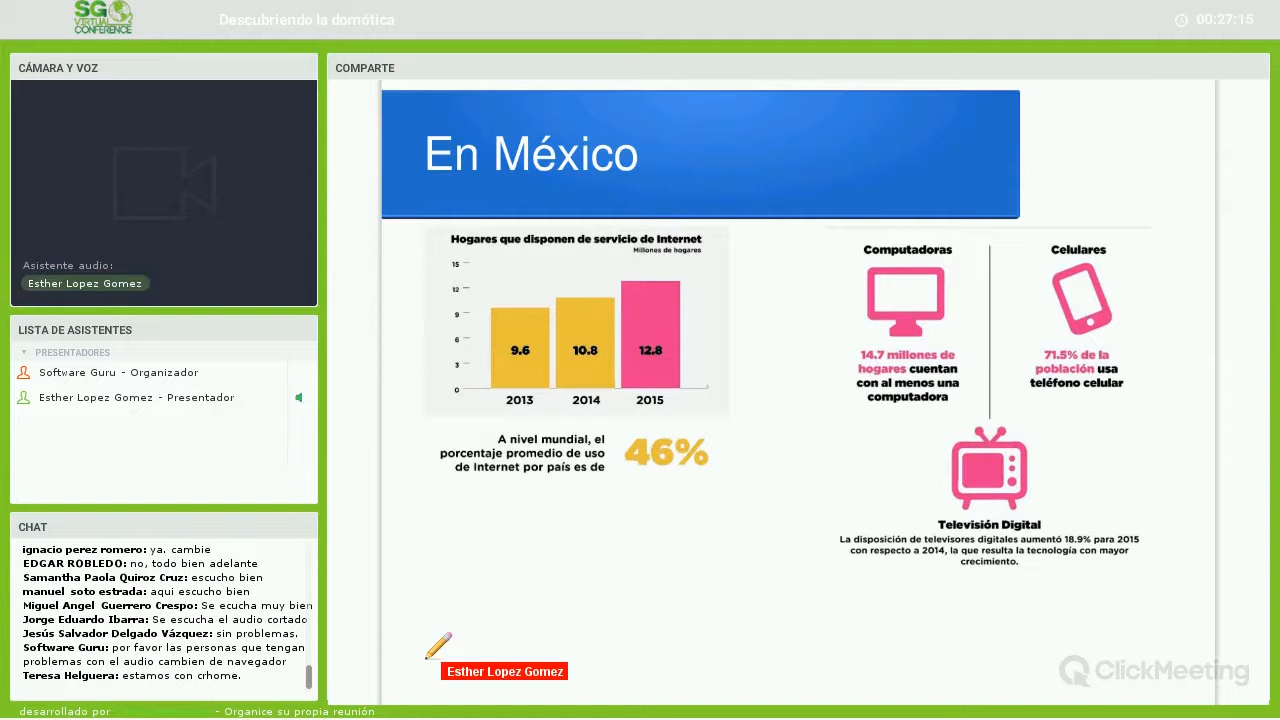 SG
VIRTUAL
CONFERENCE
Descubriendo la domótica
00:27:15
CÁMARA Y VOZ
Asistente audio:
Esther Lopez Gomez
LISTA DE ASISTENTES
PRESENTADORES
Software Guru - Organizador
Esther Lopez Gomez - Presentador
CHAT
ignacio perez romero: ya. cambie
EDGAR ROBLEDO: no, todo bien adelante
Samantha Paola Quiroz Cruz: escucho bien
manuel soto estrada: aqui escucho bien
Miguel Angel Guerrero Crespo: Se ecucha muy bien
Jorge Eduardo Ibarra: Se escucha el audio cortado
Jesús Salvador Delgado Vázquez: sin problemas.
Software Guru: por favor las personas que tengan
problemas con el audio cambien de navegador
Teresa Helguera: estamos con crhome.
COMPARTE
En México
Hogares que disponen de servicio de Internet
Millones de hogares
15
12
9
6
3
0
9.6
10.8
12.8
2013
2014
2015
A nivel mundial, el
porcentaje promedio de uso
de Internet por país es de
46%
Computadoras
14.7 millones de
hogares cuentan
con al menos una
computadora
Celulares
71.5% de la
población usa
teléfono celular
Televisión Digital
La disposición de televisores digitales aumentó 18.9% para 2015
con respecto a 2014, la que resulta la tecnología con mayor
crecimiento.
Esther Lopez Gomez
ClickMeeting
desarrollado por
- Organice su propia reunión